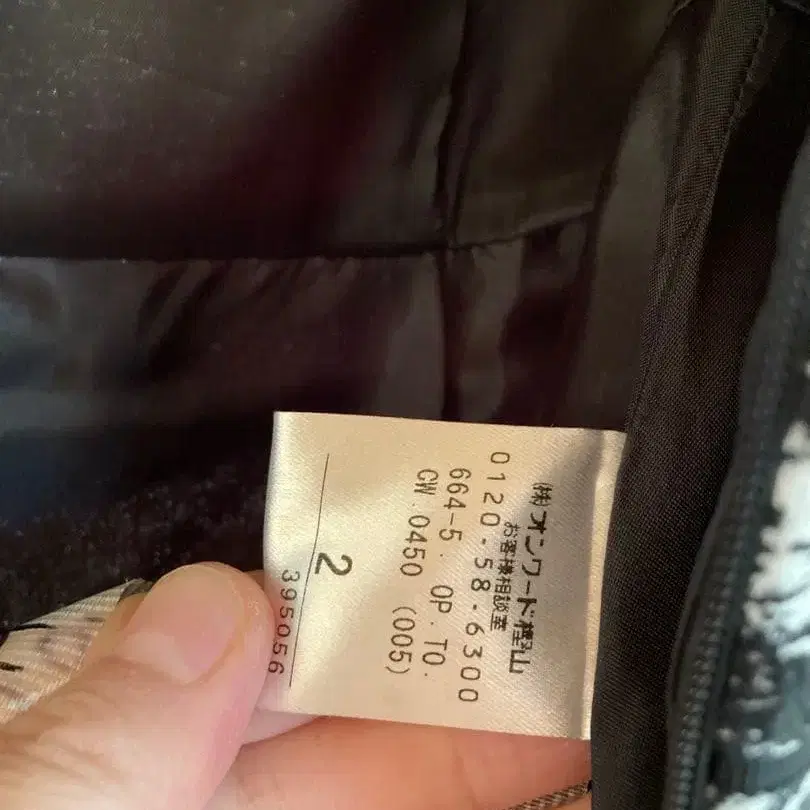 (株)オンワード樫山
お客様相談室
0120-58-6300
664-5. OP.TO.
CW.0450 (005)
2
395056